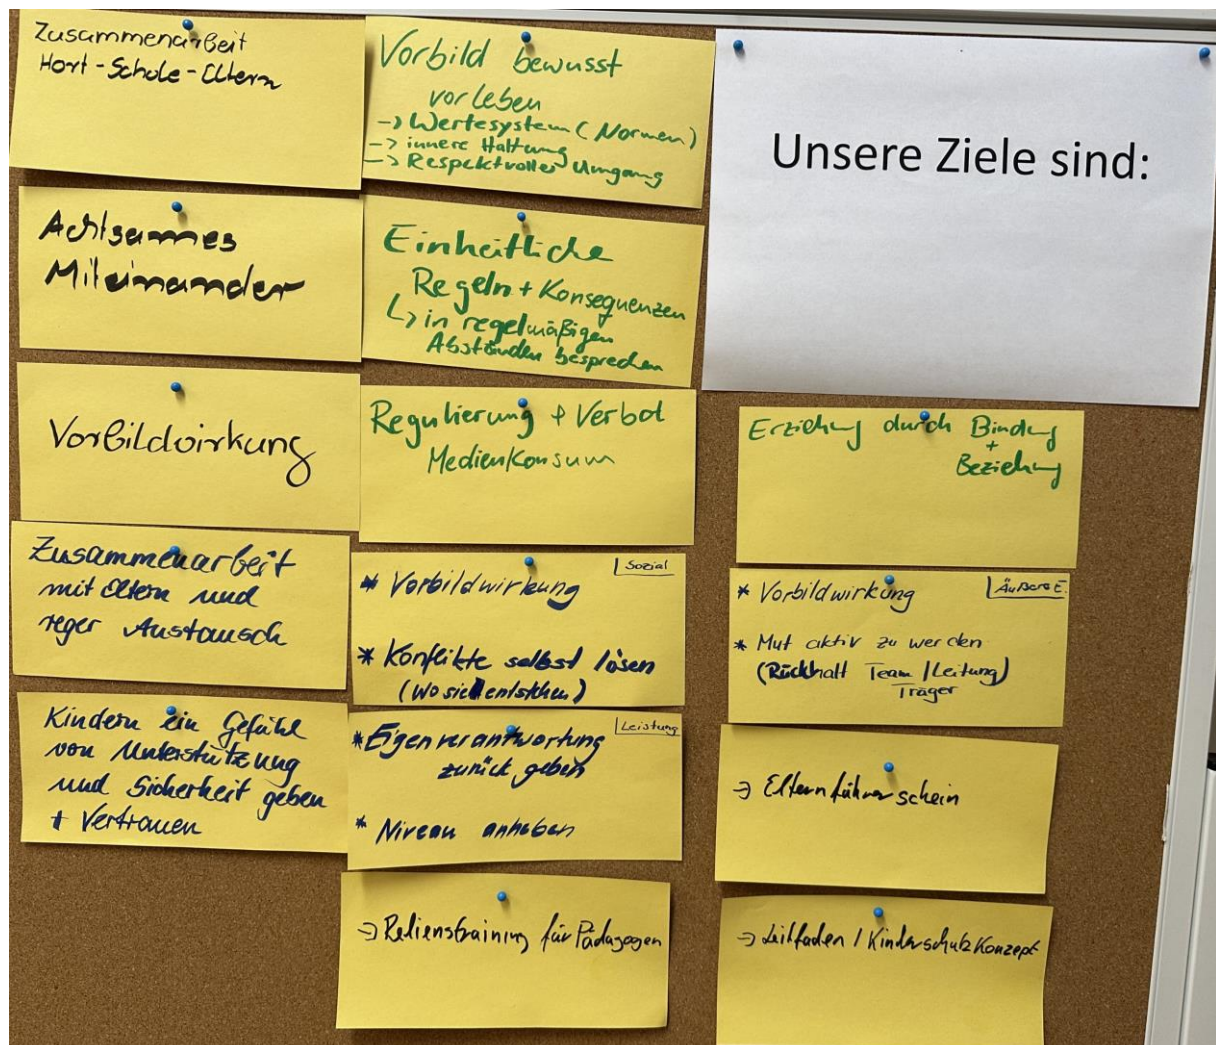 Zusammenarbeit
Hort - Schule - Eltern
Achtsames
Miteinander
Vorbildwirkung
Zusammenarbeit
mit Eltern und
reger Austausch
Kindern ein Gefühl
von Unterstützung
und Sicherheit geben
+ Vertrauen
Vorbild bewusst
vorleben
-> Wertesystem (Normen)
-> innere Haltung
-> Respektvoller Umgang
Einheitliche
Regeln + Konsequenzen
↳ in regelmäßigen
Abständen besprechen
Regulierung + Verbot
Medienkonsum
Sozial
* Vorbildwirkung
* Konflikte selbst lösen
(wo sie entstehen)
Leistung
* Eigenverantwortung
zurück geben
* Niveau anheben
-> Resilienztraining für Pädagogen
Unsere Ziele sind:
Erziehung durch Bindung
+
Beziehung
Äußere E.
* Vorbildwirkung
* Mut aktiv zu werden
(Rückhalt Team / Leitung)
Träger
-> Elternführerschein
-> Leitfaden / Kinderschutzkonzept